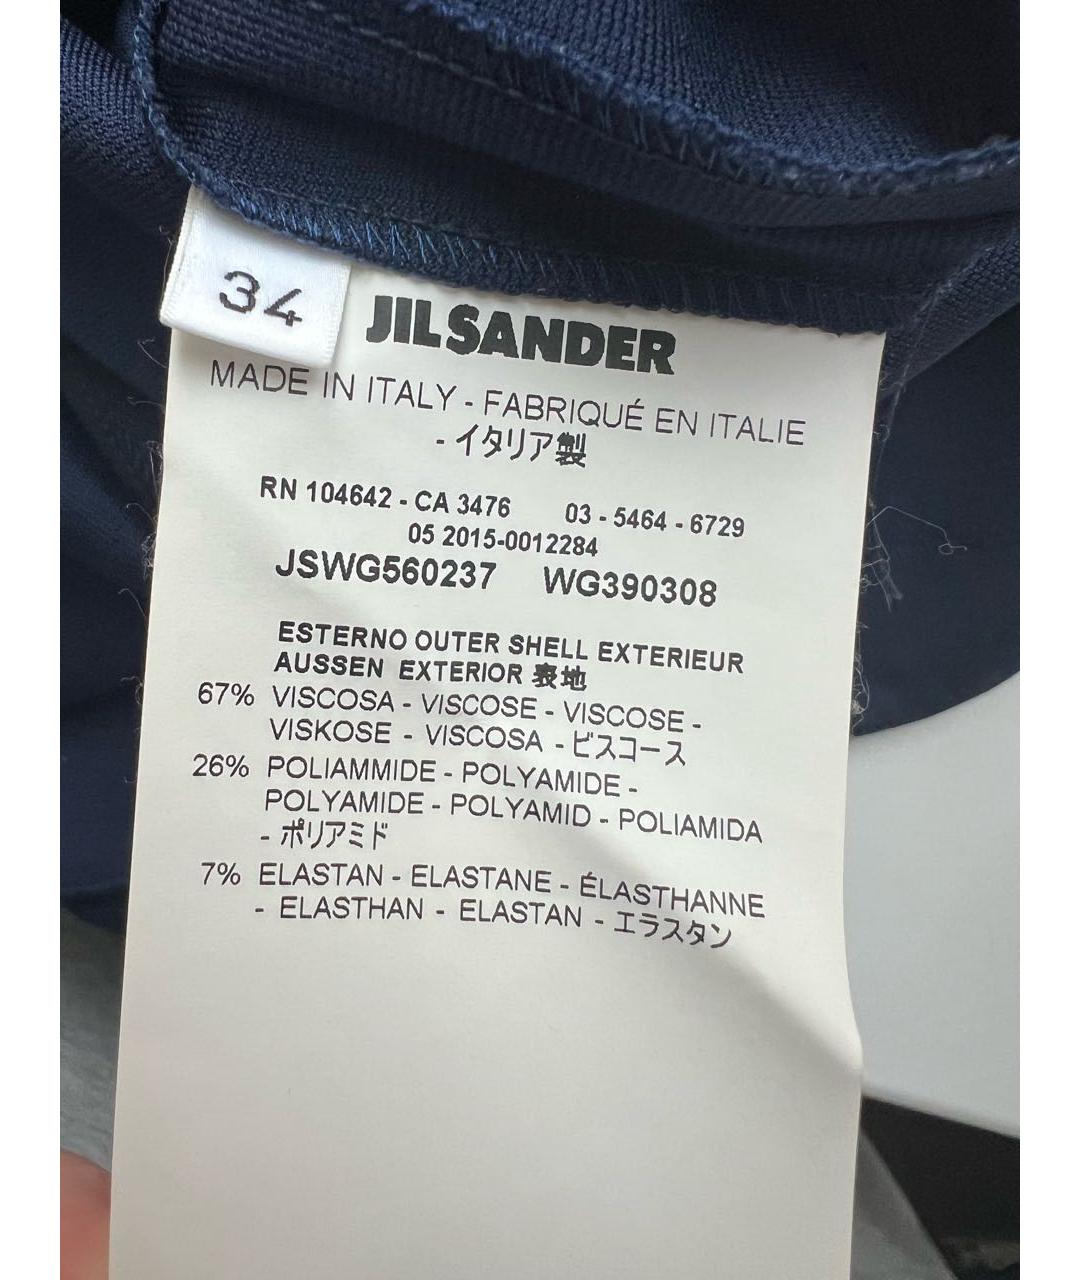 34
JIL SANDER
MADE IN ITALY - FABRIQUÉ EN ITALIE
- イタリア製
RN 104642 - CA 3476 03 - 5464 - 6729
05 2015-0012284
JSWG560237 WG390308
ESTERNO OUTER SHELL EXTERIEUR
AUSSEN EXTERIOR 表地
67% VISCOSA - VISCOSE - VISCOSE -
VISKOSE - VISCOSA - ビスコース
26% POLIAMMIDE - POLYAMIDE -
POLYAMIDE - POLYAMID - POLIAMIDA
- ポリアミド
7% ELASTAN - ELASTANE - ÉLASTHANNE
- ELASTHAN - ELASTAN - エラスタン